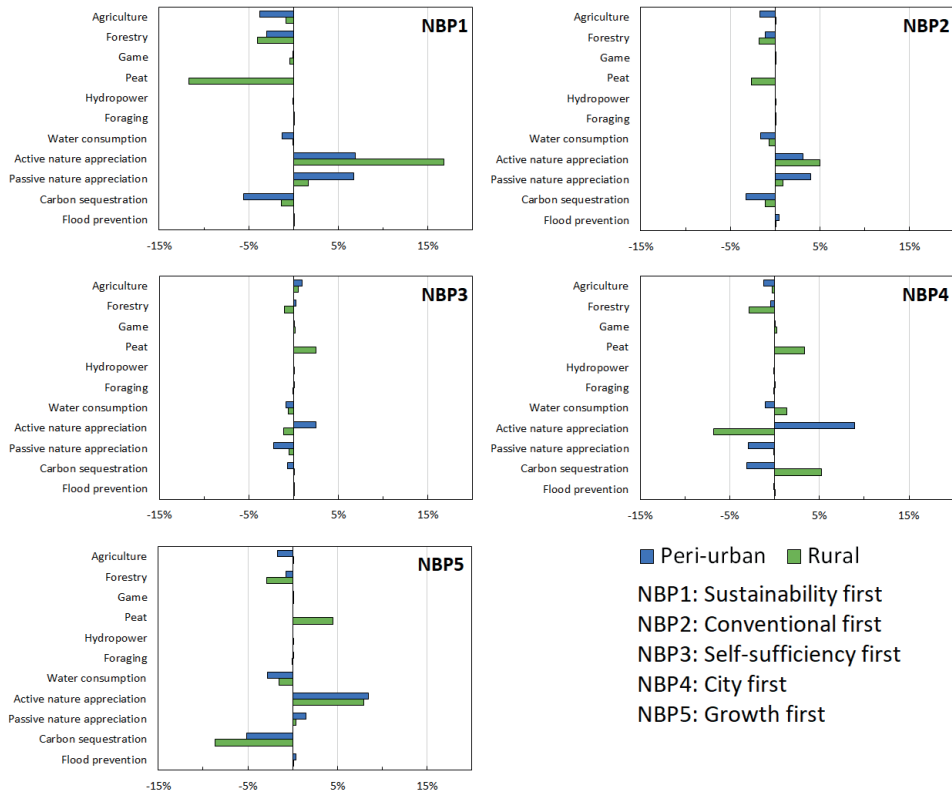 NBP1
Agriculture
Forestry
Game
Peat
Hydropower
Foraging
Water consumption
Active nature appreciation
Passive nature appreciation
Carbon sequestration
Flood prevention
-15% -5% 5% 15%
NBP2
Agriculture
Forestry
Game
Peat
Hydropower
Foraging
Water consumption
Active nature appreciation
Passive nature appreciation
Carbon sequestration
Flood prevention
-15% -5% 5% 15%
NBP3
Agriculture
Forestry
Game
Peat
Hydropower
Foraging
Water consumption
Active nature appreciation
Passive nature appreciation
Carbon sequestration
Flood prevention
-15% -5% 5% 15%
NBP4
Agriculture
Forestry
Game
Peat
Hydropower
Foraging
Water consumption
Active nature appreciation
Passive nature appreciation
Carbon sequestration
Flood prevention
-15% -5% 5% 15%
NBP5
Agriculture
Forestry
Game
Peat
Hydropower
Foraging
Water consumption
Active nature appreciation
Passive nature appreciation
Carbon sequestration
Flood prevention
-15% -5% 5% 15%
Peri-urban Rural
NBP1: Sustainability first
NBP2: Conventional first
NBP3: Self-sufficiency first
NBP4: City first
NBP5: Growth first